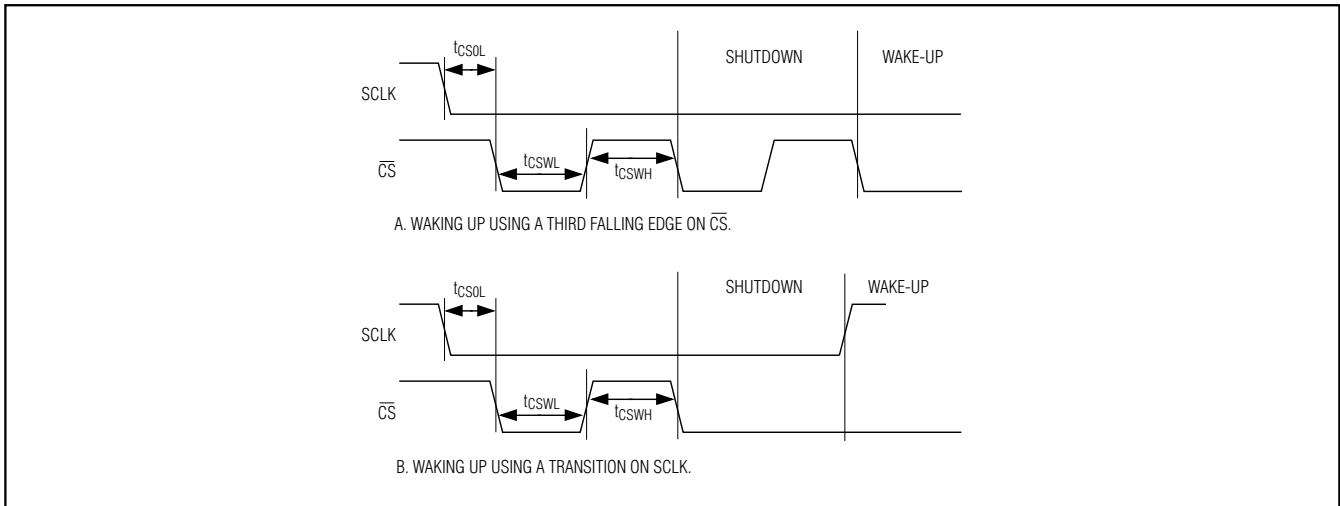 tCS0L
SHUTDOWN WAKE-UP
SCLK
tCSWL
CS
tCSWH
A. WAKING UP USING A THIRD FALLING EDGE ON CS.
SHUTDOWN WAKE-UP
tCS0L
SCLK
tCSWL
CS
tCSWH
B. WAKING UP USING A TRANSITION ON SCLK.